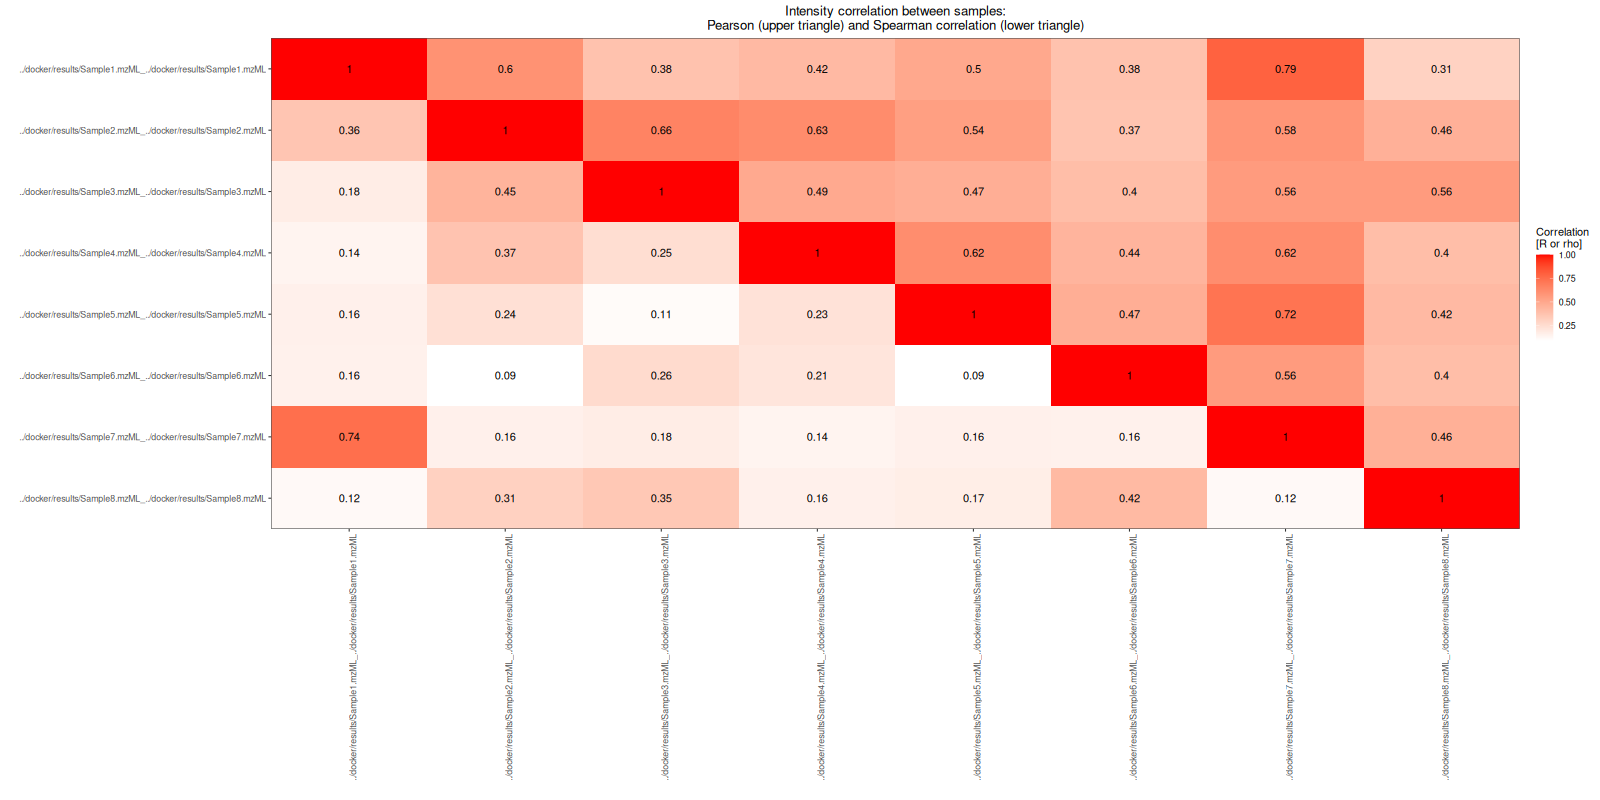 Intensity correlation between samples:
Pearson (upper triangle) and Spearman correlation (lower triangle)
../docker/results/Sample1.mzML_../docker/results/Sample1.mzML 1 0.6 0.38 0.42 0.5 0.38 0.79 0.31
../docker/results/Sample2.mzML_../docker/results/Sample2.mzML 0.36 1 0.66 0.63 0.54 0.37 0.58 0.46
../docker/results/Sample3.mzML_../docker/results/Sample3.mzML 0.18 0.45 1 0.49 0.47 0.4 0.56 0.56
../docker/results/Sample4.mzML_../docker/results/Sample4.mzML 0.14 0.37 0.25 1 0.62 0.44 0.62 0.4
../docker/results/Sample5.mzML_../docker/results/Sample5.mzML 0.16 0.24 0.11 0.23 1 0.47 0.72 0.42
../docker/results/Sample6.mzML_../docker/results/Sample6.mzML 0.16 0.09 0.26 0.21 0.09 1 0.56 0.4
../docker/results/Sample7.mzML_../docker/results/Sample7.mzML 0.74 0.16 0.18 0.14 0.16 0.16 1 0.46
../docker/results/Sample8.mzML_../docker/results/Sample8.mzML 0.12 0.31 0.35 0.16 0.17 0.42 0.12 1
../docker/results/Sample1.mzML_../docker/results/Sample1.mzML
../docker/results/Sample2.mzML_../docker/results/Sample2.mzML
../docker/results/Sample3.mzML_../docker/results/Sample3.mzML
../docker/results/Sample4.mzML_../docker/results/Sample4.mzML
../docker/results/Sample5.mzML_../docker/results/Sample5.mzML
../docker/results/Sample6.mzML_../docker/results/Sample6.mzML
../docker/results/Sample7.mzML_../docker/results/Sample7.mzML
../docker/results/Sample8.mzML_../docker/results/Sample8.mzML
Correlation
[R or rho]
1.00
0.75
0.50
0.25